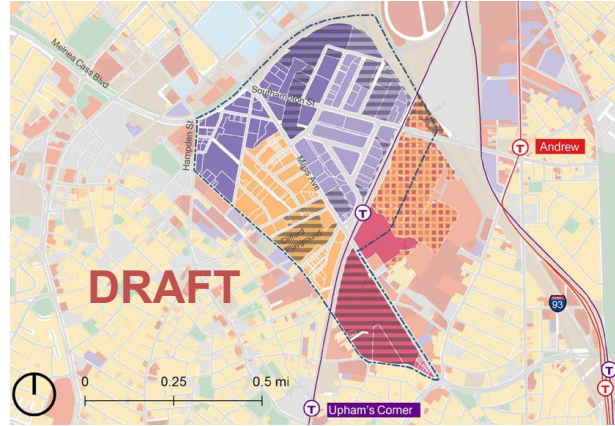 Melnea Cass Blvd
Southampton St
Hampden St
Mass Ave
T
Andrew
T
DRAFT
93
0
0.25
0.5 mi
T
Upham's Corner
T
T